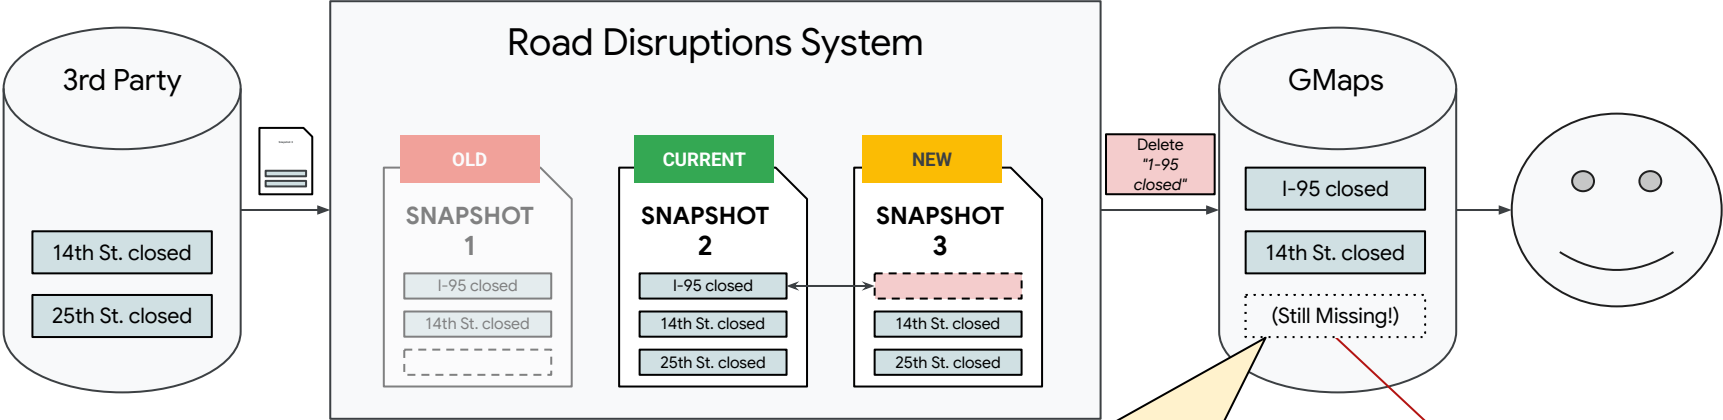 Road Disruptions System
3rd Party
14th St. closed
25th St. closed
OLD
SNAPSHOT
1
I-95 closed
14th St. closed
CURRENT
SNAPSHOT
2
I-95 closed
14th St. closed
25th St. closed
NEW
SNAPSHOT
3
14th St. closed
25th St. closed
Delete
"1-95
closed"
GMaps
I-95 closed
14th St. closed
(Still Missing!)